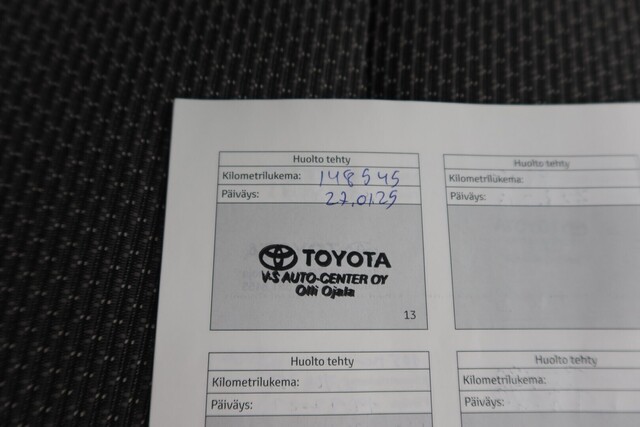 Huolto tehty
Kilometrilukema: 148545
Päiväys: 27.01.25
TOYOTA
V-S AUTO-CENTER OY
Olli Ojala
13
Huolto tehty
Kilometrilukema:
Päiväys:
Huolto tehty
Kilometrilukema:
Päiväys:
Huolto tehty
Kilometrilukema:
Päiväys: